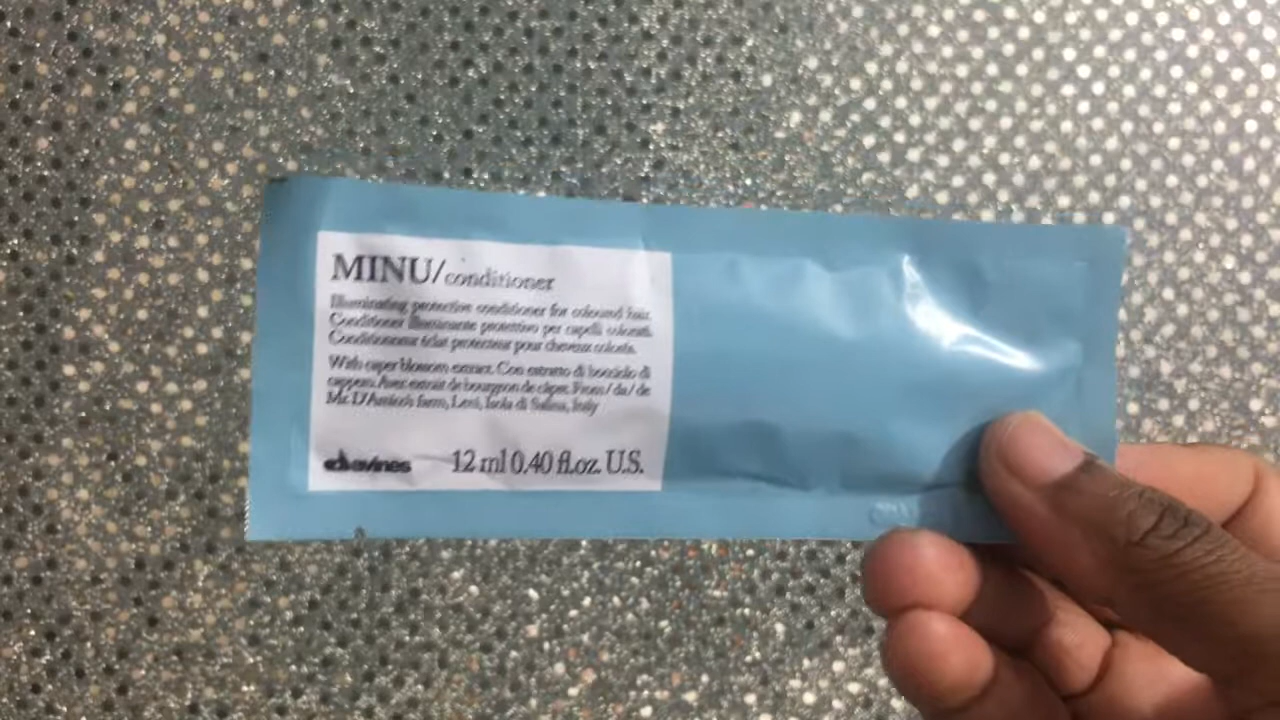 MINU/conditioner
Illuminating protective conditioner for coloured hair.
Conditioner illuminante protettivo per capelli colorati.
Conditionneur éclat protecteur pour cheveux colorés.
With caper blossom extract. Con estratto di bocciolo di
cappero. Avec extrait de bourgeon de câpre. From / da / de
Mr. D'Amico's farm, Leni, Isola di Salina, Italy
davines
12 ml 0.40 fl.oz. U.S.